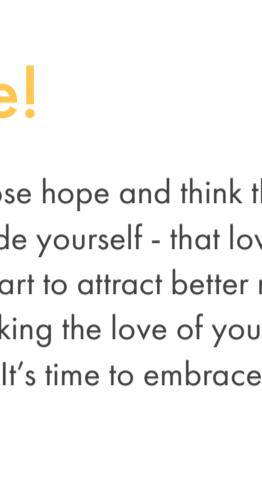 e!
ose hope and think t
de yourself - that lov
art to attract better
king the love of you
It's time to embrace